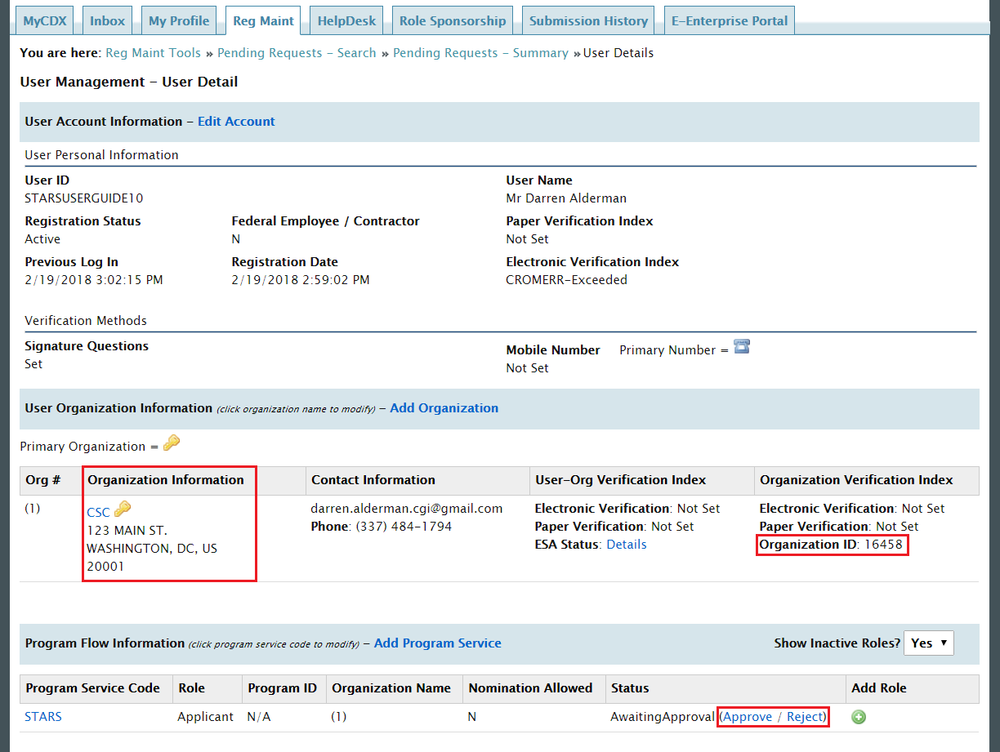 MyCDX Inbox My Profile Reg Maint HelpDesk Role Sponsorship Submission History E-Enterprise Portal
You are here: Reg Maint Tools » Pending Requests – Search » Pending Requests – Summary » User Details
User Management – User Detail
User Account Information – Edit Account
User Personal Information
User ID User Name
STARSUSERGUIDE10 Mr Darren Alderman
Registration Status Federal Employee / Contractor Paper Verification Index
Active N Not Set
Previous Log In Registration Date Electronic Verification Index
2/19/2018 3:02:15 PM 2/19/2018 2:59:02 PM CROMERR-Exceeded
Verification Methods
Signature Questions Mobile Number Primary Number =
Set Not Set
User Organization Information (click organization name to modify) – Add Organization
Primary Organization =
Org # Organization Information Contact Information User-Org Verification Index Organization Verification Index
(1) CSC darren.alderman.cgi@gmail.com Electronic Verification: Not Set Electronic Verification: Not Set
123 MAIN ST. Phone: (337) 484-1794 Paper Verification: Not Set Paper Verification: Not Set
WASHINGTON, DC, US ESA Status: Details Organization ID: 16458
20001
Program Flow Information (click program service code to modify) – Add Program Service Show Inactive Roles? Yes
Program Service Code Role Program ID Organization Name Nomination Allowed Status Add Role
STARS Applicant N/A (1) N AwaitingApproval (Approve / Reject)